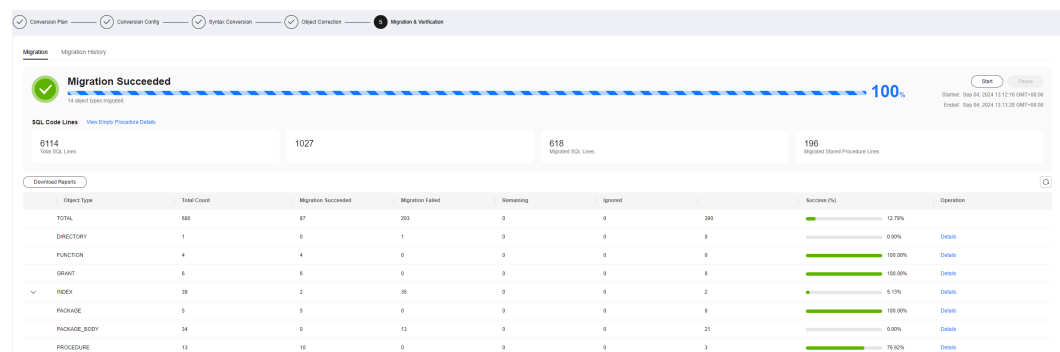 Conversion Plan Conversion Config Syntax Conversion Object Correction 5 Migration & Verification
Migration Migration History
Migration Succeeded
14 object types migrated
100%
Start Pause
Started: Sep 04, 2024 13:12:16 GMT+08:00
Ended: Sep 04, 2024 13:13:28 GMT+08:00
SQL Code Lines View Empty Procedure Details
6114 1027 618 196
Total SQL Lines Migrated SQL Lines Migrated Stored Procedure Lines
Download Reports
Object Type Total Count Migration Succeeded Migration Failed Remaining Ignored Success (%) Operation
TOTAL 680 87 203 0 0 390 12.79%
DIRECTORY 1 0 1 0 0 0 0.00% Details
FUNCTION 4 4 0 0 0 0 100.00% Details
GRANT 6 6 0 0 0 0 100.00% Details
INDEX 39 2 35 0 0 2 5.13% Details
PACKAGE 5 5 0 0 0 0 100.00% Details
PACKAGE_BODY 34 0 13 0 0 21 0.00% Details
PROCEDURE 13 10 0 0 0 3 76.92% Details